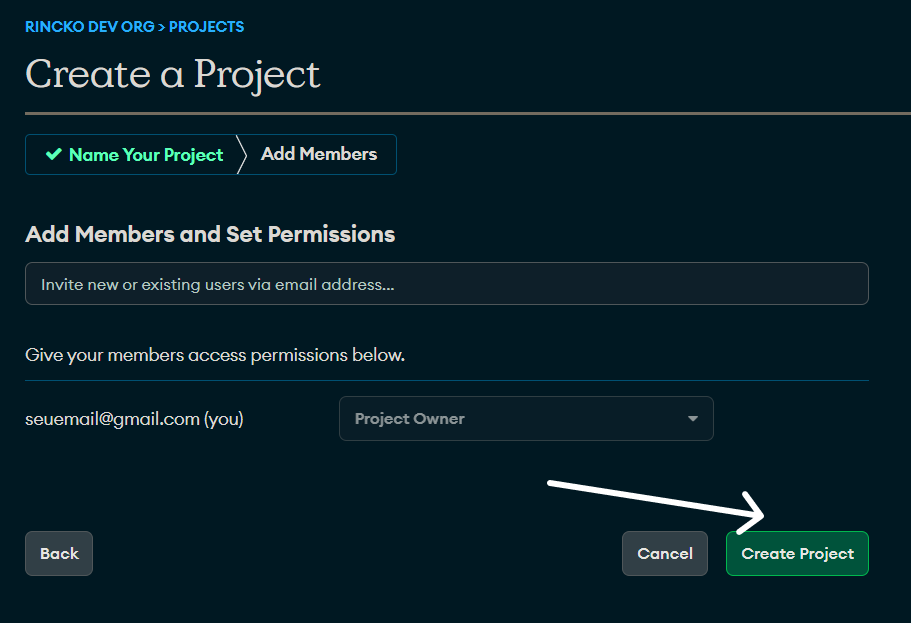 RINCKO DEV ORG > PROJECTS
Create a Project
Name Your Project
Add Members
Add Members and Set Permissions
Invite new or existing users via email address...
Give your members access permissions below.
seuemail@gmail.com (you)
Project Owner
Back
Cancel
Create Project